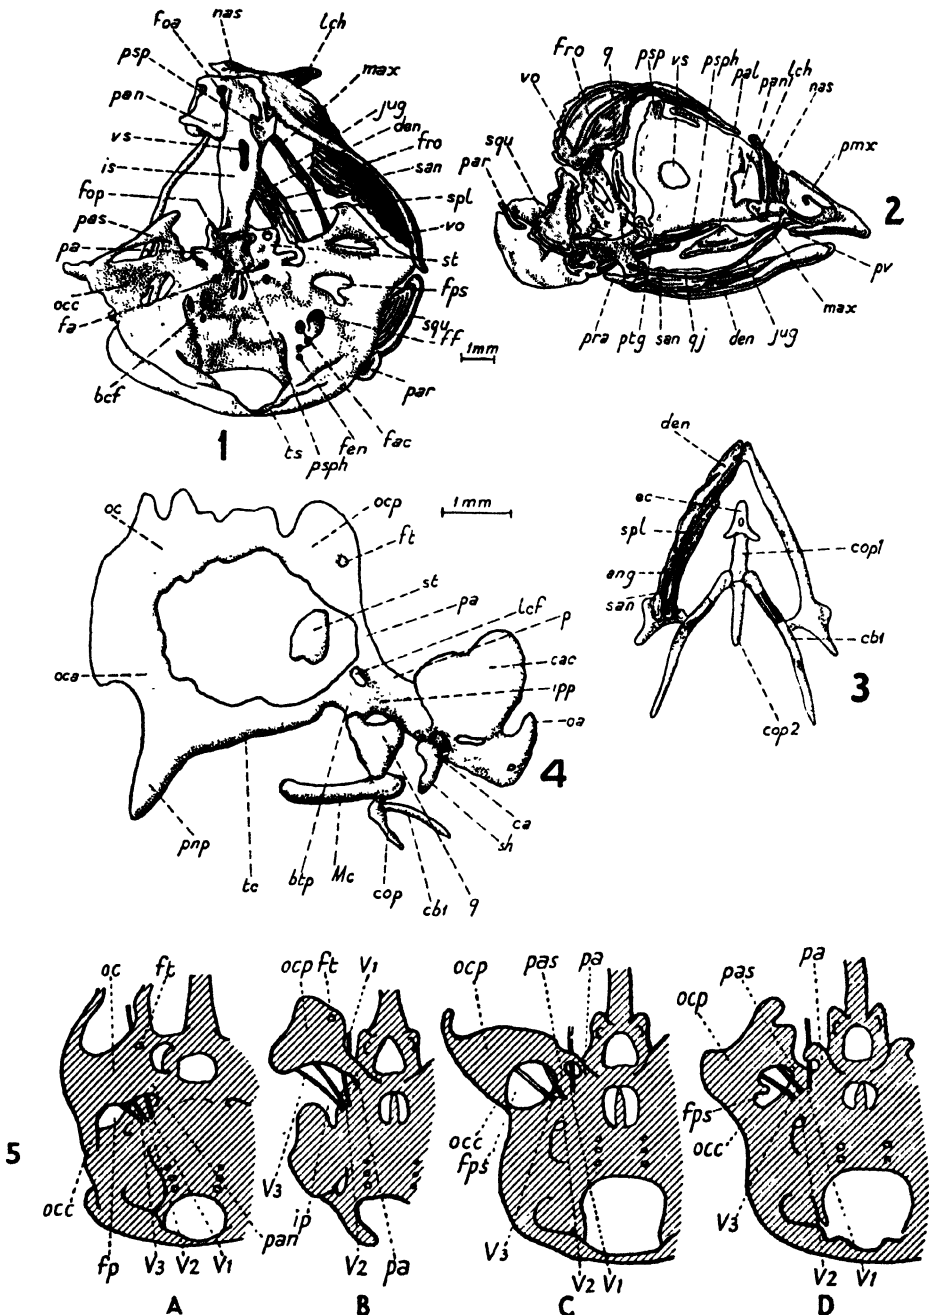 foa nas lch
psp
pan max
vs jug
is den
fro
fop san
pas spl
pa vo
occ st
fa fps
squ
ff
1mm
bcf par
1
ts psph fen fac
fro q psp vs psph pal pan lch nas
vo
squ pmx
par 2
pv
pra ptg san qj den jug max
den
ec
spl cop1
ang
san
cb1
3
cop2
oc ocp 1mm
ft
st pa lcf p
cac
oca ipp
oa
4
ca
pnp sh
tc btp Mc cop cb1 q
5
oc ft
occ fp V3 V2 V1 pan
A
ocp ft V1
V3 ip V2 pa
B
ocp pas pa
occ fps V3 V2 V1
C
pas pa
ocp
fps
occ
V3 V2 V1
D